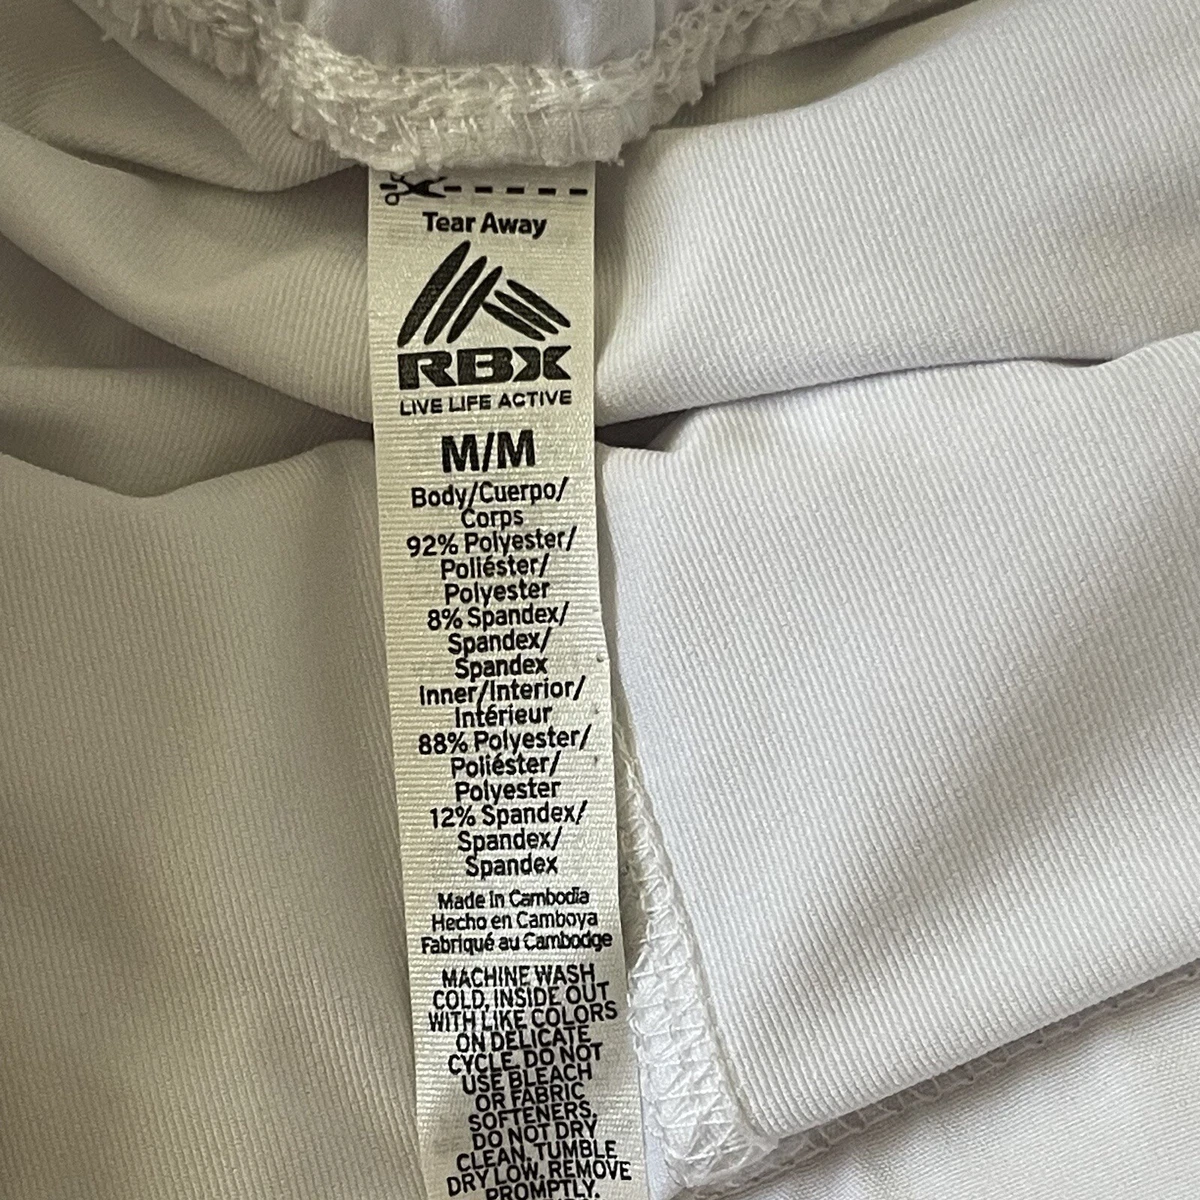 Tear Away
RBX
LIVE LIFE ACTIVE
M/M
Body/Cuerpo/
Corps
92% Polyester/
Poliéster/
Polyester
8% Spandex/
Spandex/
Spandex
Inner/Interior/
Intérieur
88% Polyester/
Poliéster/
Polyester
12% Spandex/
Spandex/
Spandex
Made in Cambodia
Hecho en Camboya
Fabriqué au Cambodge
MACHINE WASH
COLD, INSIDE OUT
WITH LIKE COLORS
ON DELICATE
CYCLE. DO NOT
USE BLEACH
OR FABRIC
SOFTENERS.
DO NOT DRY
CLEAN. TUMBLE
DRY LOW. REMOVE
PROMPTLY.